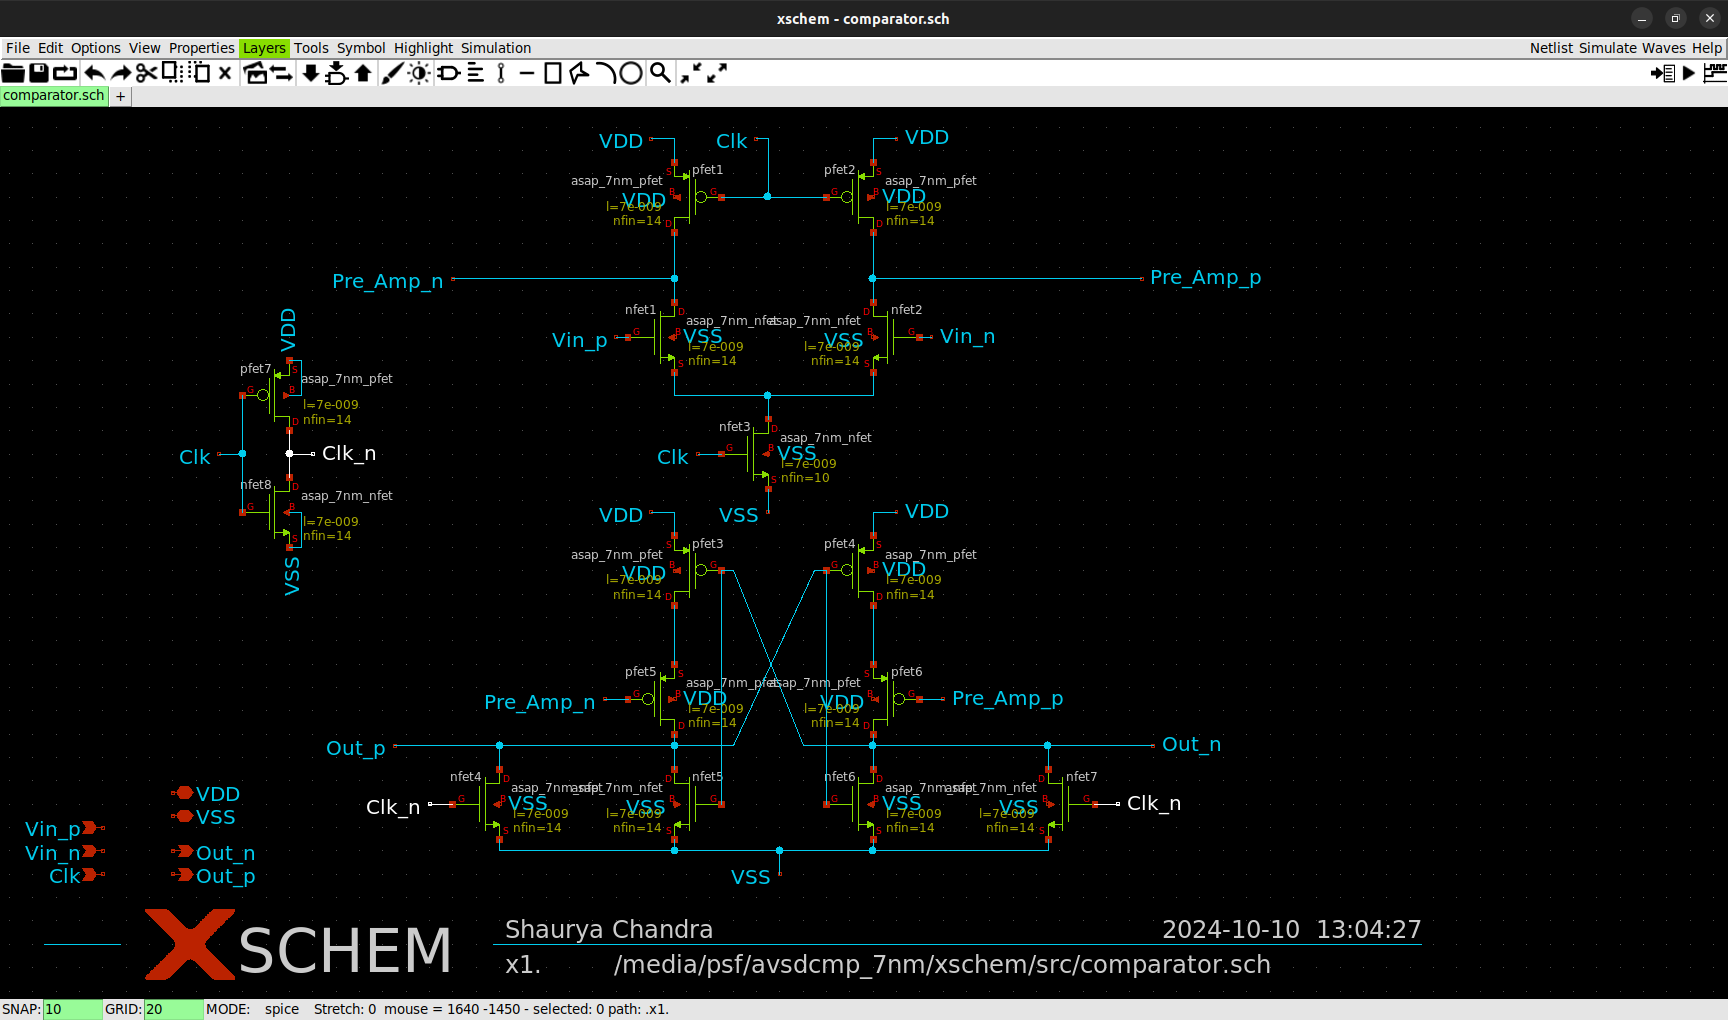 xschem - comparator.sch
File Edit Options View Properties Layers Tools Symbol Highlight Simulation
Netlist Simulate Waves Help
comparator.sch +
VDD Clk VDD
S pfet1 pfet2 S
asap_7nm_pfet asap_7nm_pfet
VDD B G G B VDD
l=7e-009 l=7e-009
nfin=14 D D nfin=14
Pre_Amp_n Pre_Amp_p
nfet1 D D nfet2
asap_7nm_nfet asap_7nm_nfet
Vin_p G B VSS VSS B G Vin_n
l=7e-009 l=7e-009
nfin=14 S S nfin=14
VDD
pfet7 S
asap_7nm_pfet
G B
l=7e-009
nfin=14
D
Clk Clk_n
nfet8 D
asap_7nm_nfet
G B
l=7e-009
nfin=14
S
VSS
nfet3 D
asap_7nm_nfet
Clk G B VSS
l=7e-009
nfin=10
S
VSS
VDD VDD
S pfet3 pfet4 S
asap_7nm_pfet asap_7nm_pfet
VDD B G G B VDD
l=7e-009 l=7e-009
nfin=14 D D nfin=14
pfet5 S S pfet6
asap_7nm_pfet asap_7nm_pfet
Pre_Amp_n G B VDD VDD B G Pre_Amp_p
l=7e-009 l=7e-009
nfin=14 D D nfin=14
Out_p Out_n
nfet4 D D nfet5 nfet6 D D nfet7
asap_7nm_nfet asap_7nm_nfet asap_7nm_nfet asap_7nm_nfet
Clk_n G B VSS VSS B G G B VSS VSS B G Clk_n
l=7e-009 l=7e-009 l=7e-009 l=7e-009
nfin=14 nfin=14 nfin=14 nfin=14
S S S S
VSS
VDD
VSS
Vin_p
Vin_n Out_n
Clk Out_p
XSCHEM
Shaurya Chandra 2024-10-10 13:04:27
x1. /media/psf/avsdcmp_7nm/xschem/src/comparator.sch
SNAP: 10 GRID: 20 MODE: spice Stretch: 0 mouse = 1640 -1450 - selected: 0 path: .x1.